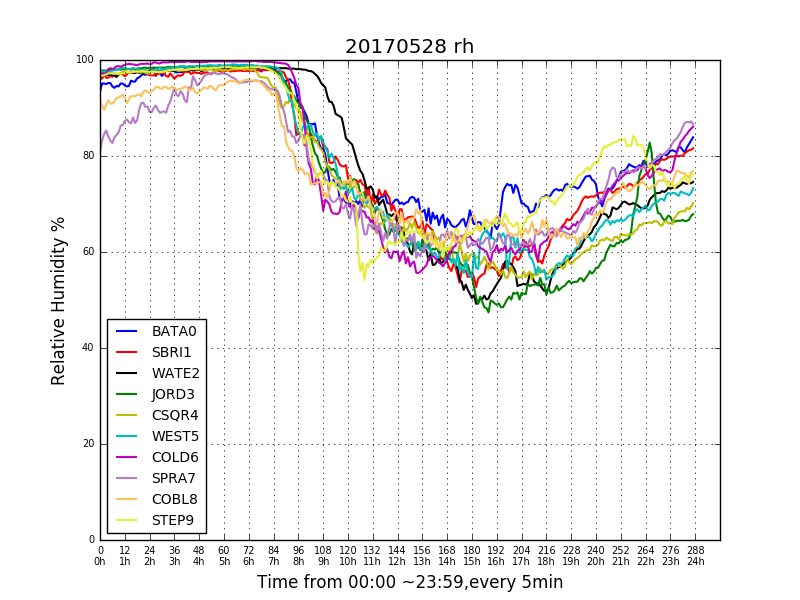 20170528 rh
100
80
60
40
20
0
Relative Humidity %
BATA0
SBRI1
WATE2
JORD3
CSQR4
WEST5
COLD6
SPRA7
COBL8
STEP9
0 12 24 36 48 60 72 84 96 108 120 132 144 156 168 180 192 204 216 228 240 252 264 276 288
0h 1h 2h 3h 4h 5h 6h 7h 8h 9h 10h 11h 12h 13h 14h 15h 16h 17h 18h 19h 20h 21h 22h 23h 24h
Time from 00:00 ~23:59,every 5min